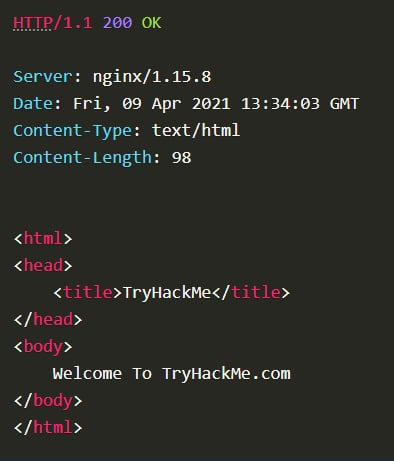 HTTP/1.1 200 OK
Server: nginx/1.15.8
Date: Fri, 09 Apr 2021 13:34:03 GMT
Content-Type: text/html
Content-Length: 98
<html>
<head>
    <title>TryHackMe</title>
</head>
<body>
    Welcome To TryHackMe.com
</body>
</html>